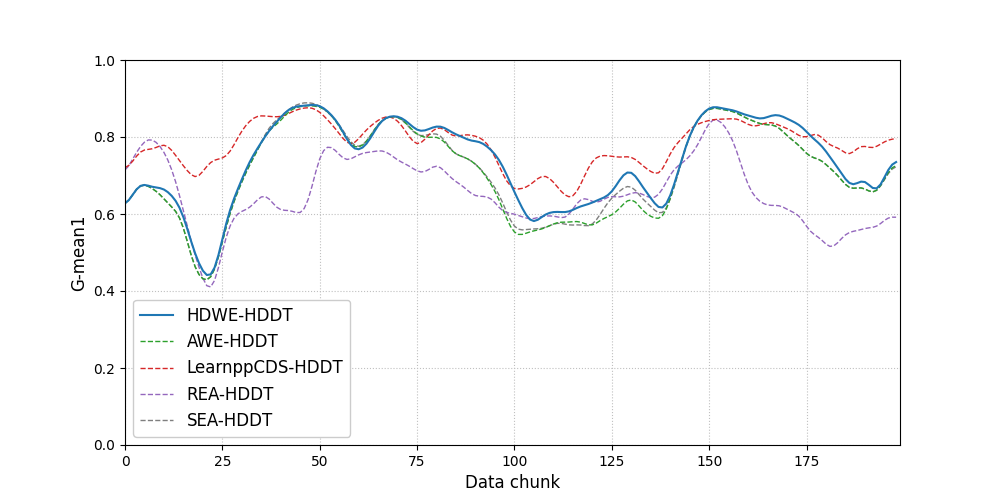 1.0
0.8
0.6
0.4
0.2
0.0
G-mean1
HDWE-HDDT
AWE-HDDT
LearnppCDS-HDDT
REA-HDDT
SEA-HDDT
0 25 50 75 100 125 150 175
Data chunk